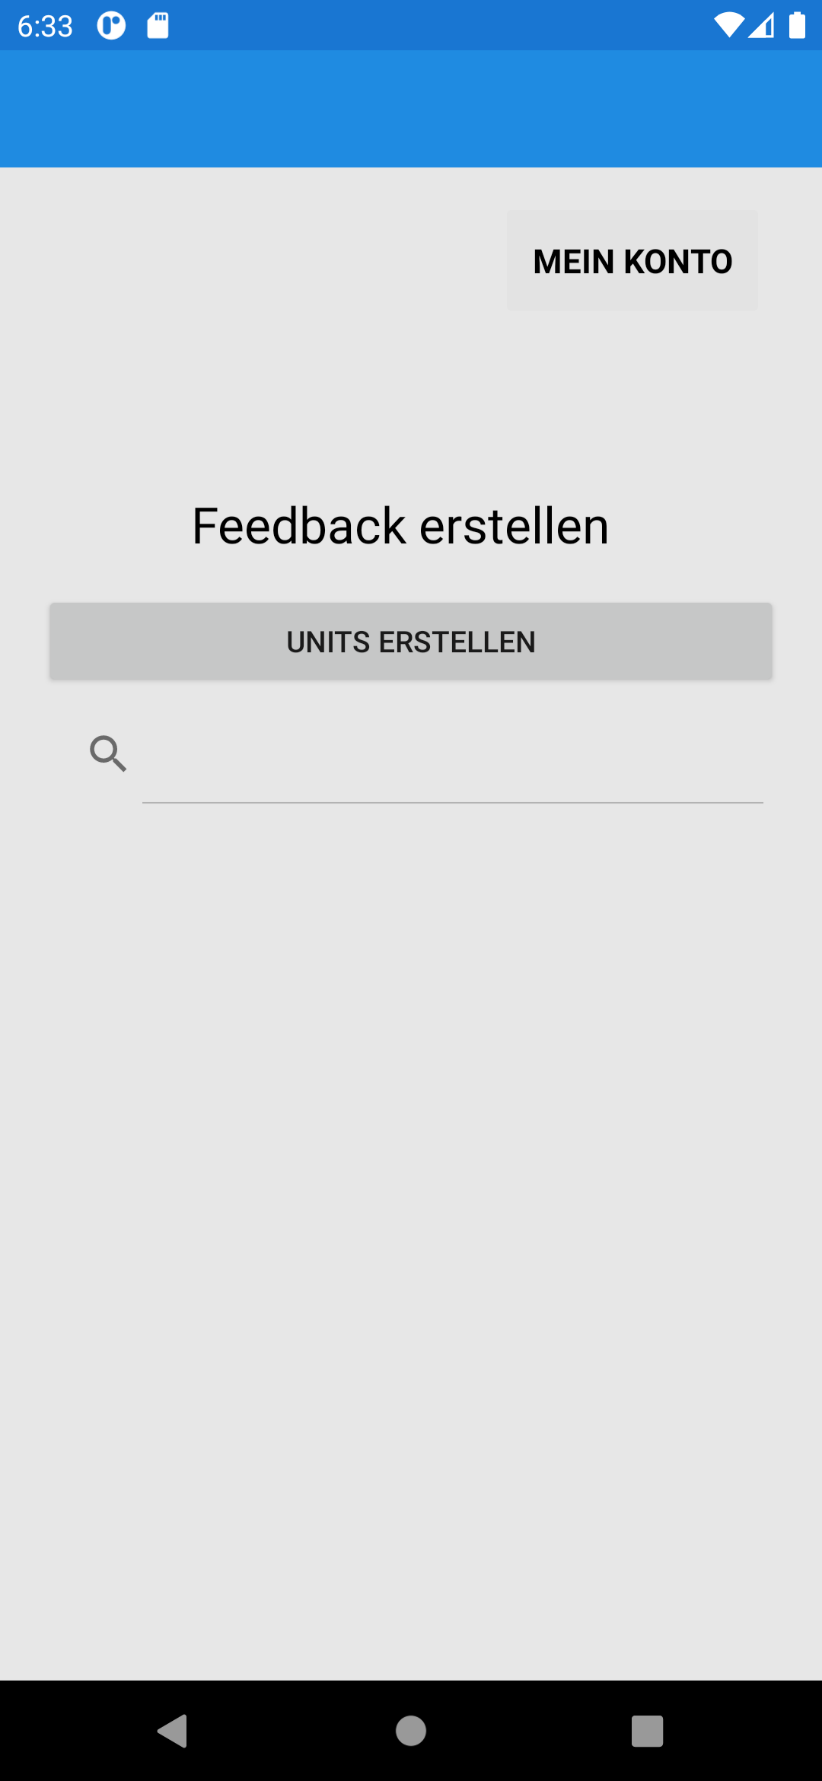 6:33
MEIN KONTO
Feedback erstellen
UNITS ERSTELLEN